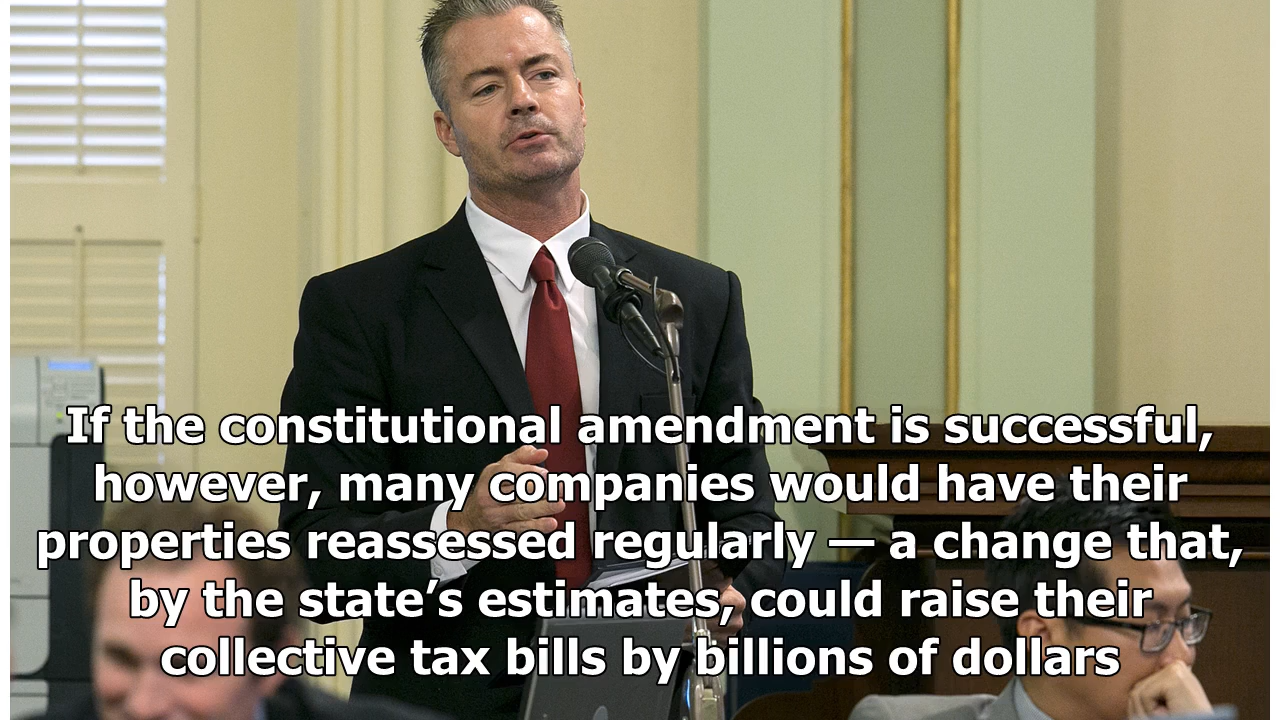 If the constitutional amendment is successful,
however, many companies would have their
properties reassessed regularly — a change that,
by the state’s estimates, could raise their
collective tax bills by billions of dollars